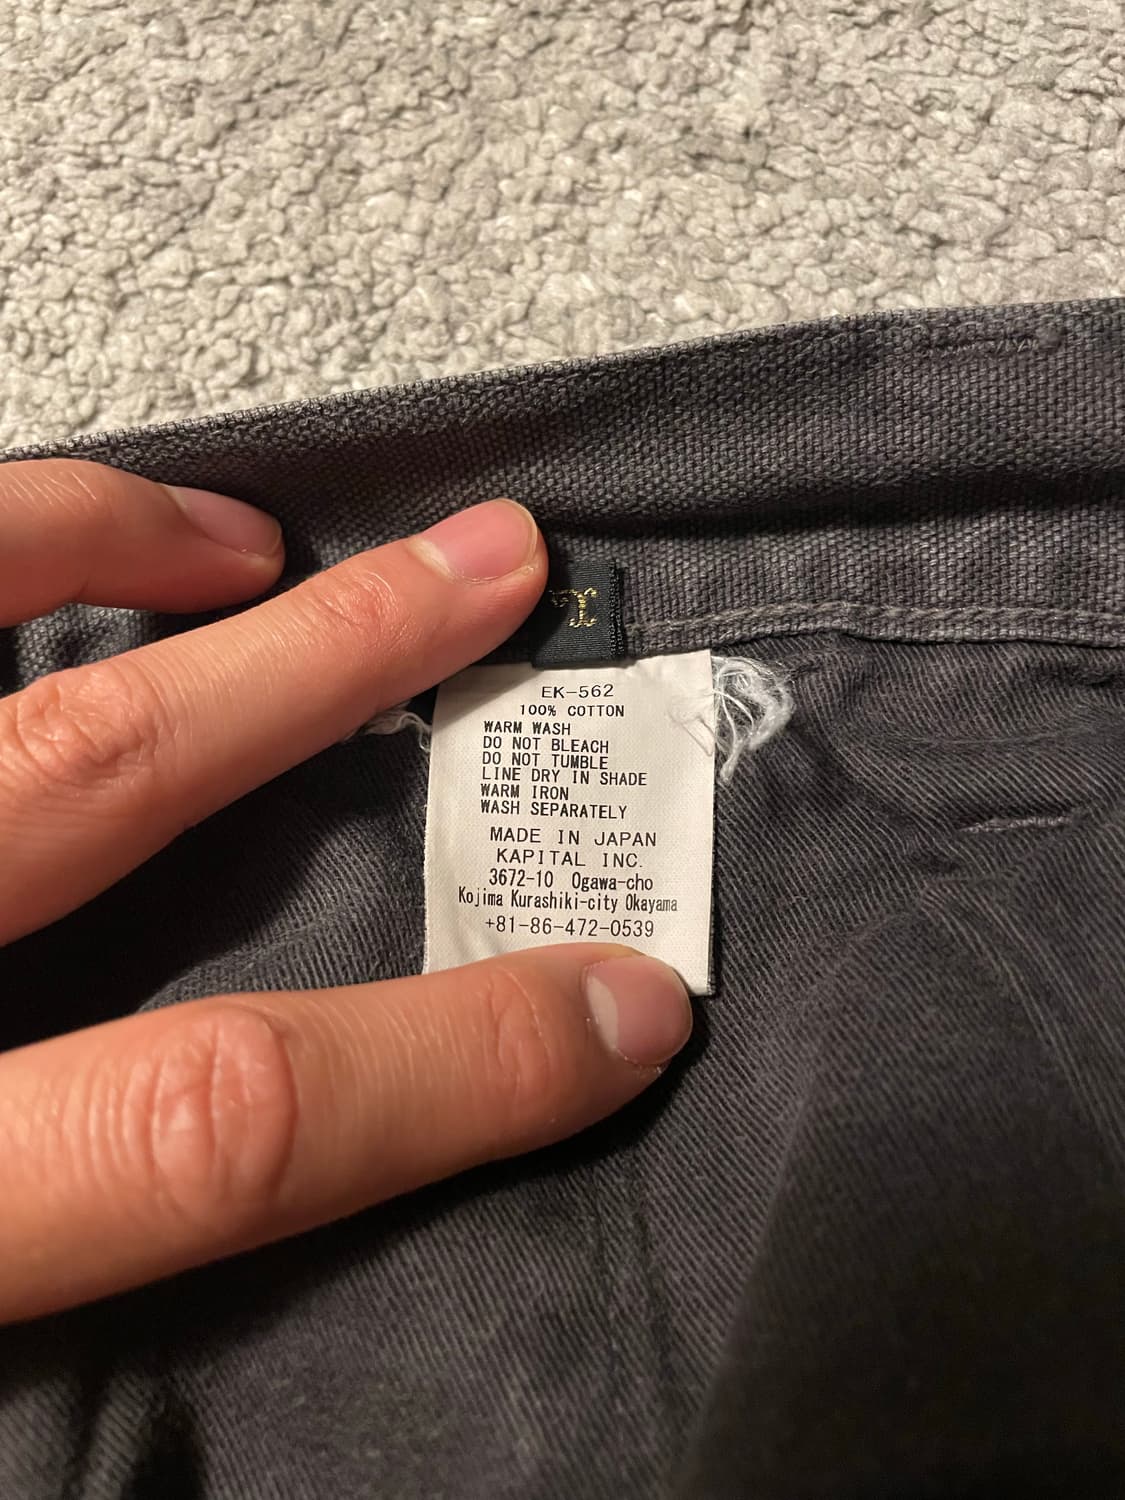 EK-562
100% COTTON
WARM WASH
DO NOT BLEACH
DO NOT TUMBLE
LINE DRY IN SHADE
WARM IRON
WASH SEPARATELY
MADE IN JAPAN
KAPITAL INC.
3672-10 Ogawa-cho
Kojima Kurashiki-city Okayama
+81-86-472-0539